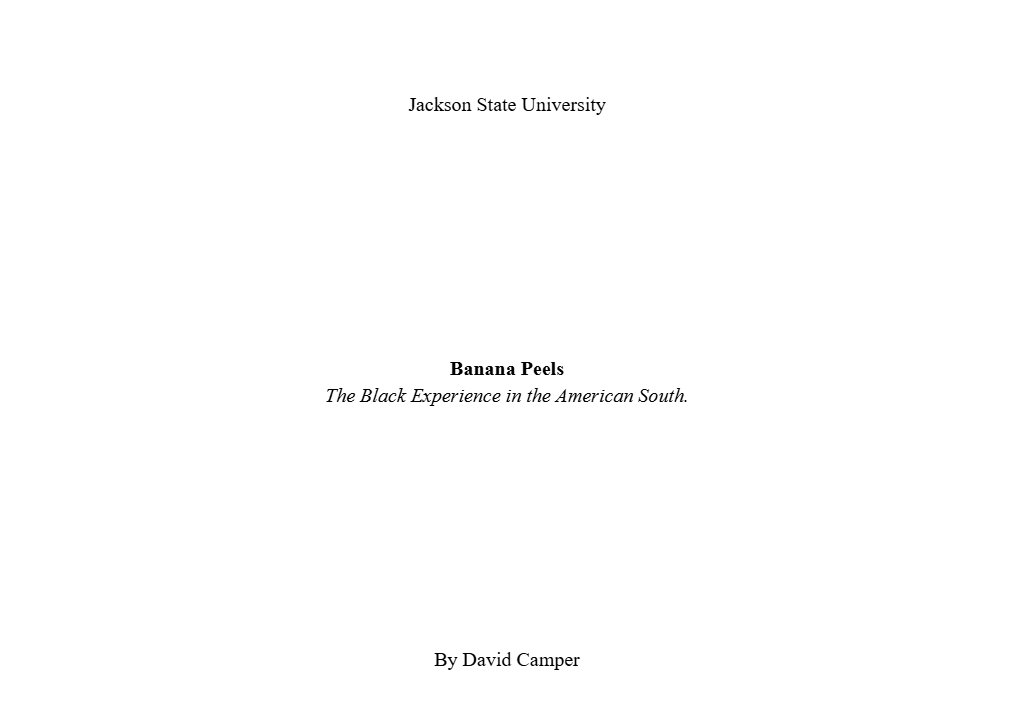 Jackson State University
Banana Peels
The Black Experience in the American South.
By David Camper